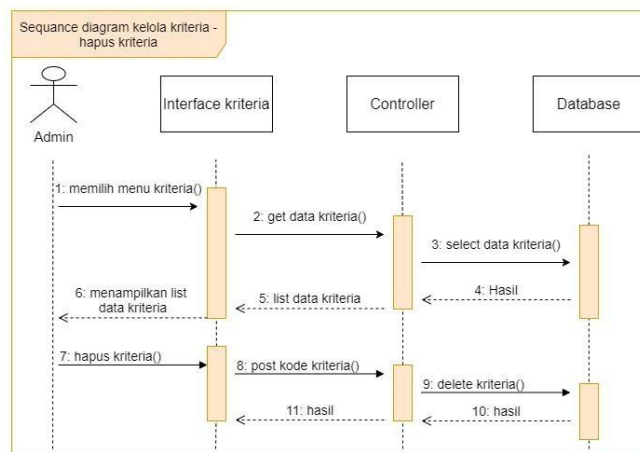 Sequance diagram kelola kriteria -
hapus kriteria
Admin
Interface kriteria
Controller
Database
1: memilih menu kriteria()
2: get data kriteria()
3: select data kriteria()
4: Hasil
5: list data kriteria
6: menampilkan list
data kriteria
7: hapus kriteria()
8: post kode kriteria()
9: delete kriteria()
10: hasil
11: hasil